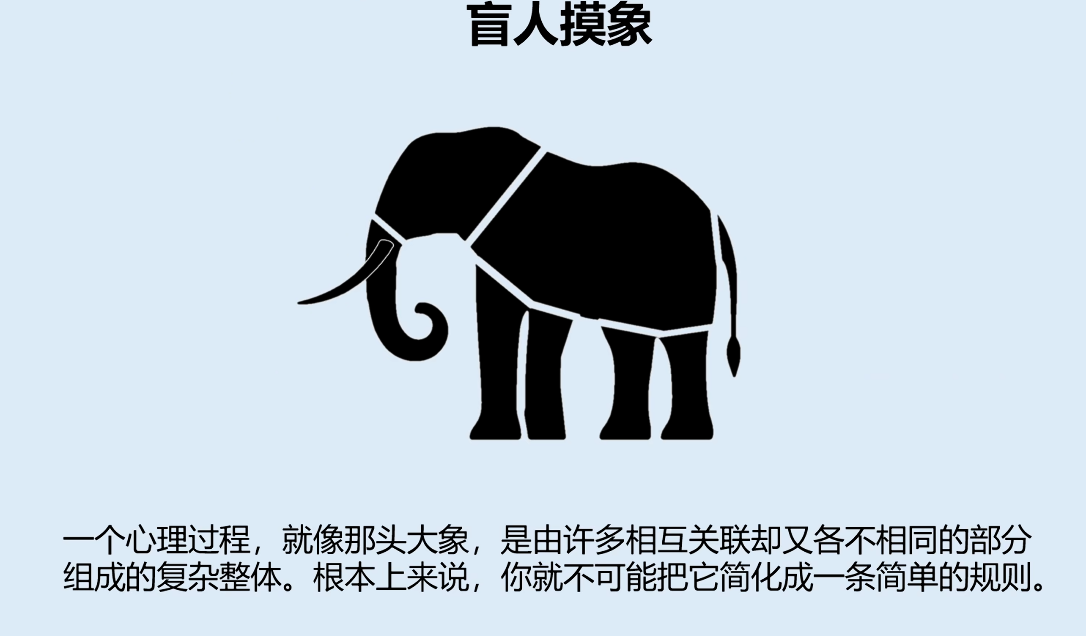 盲人摸象
一个心理过程，就像那头大象，是由许多相互关联却又各不相同的部分
组成的复杂整体。根本上来说，你就不可能把它简化成一条简单的规则。